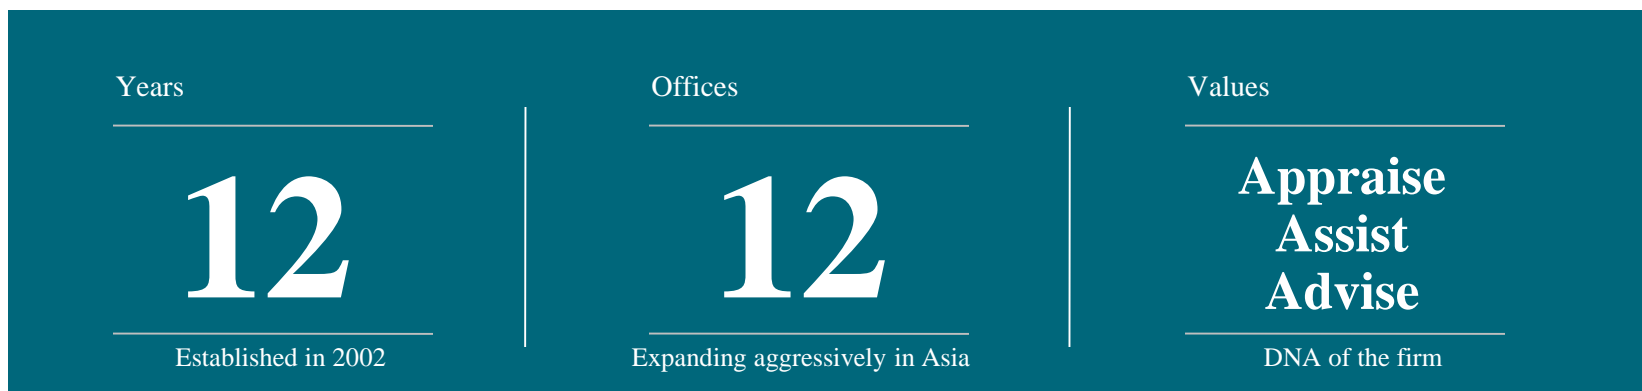 Years
12
Established in 2002
Offices
12
Expanding aggressively in Asia
Values
Appraise
Assist
Advise
DNA of the firm